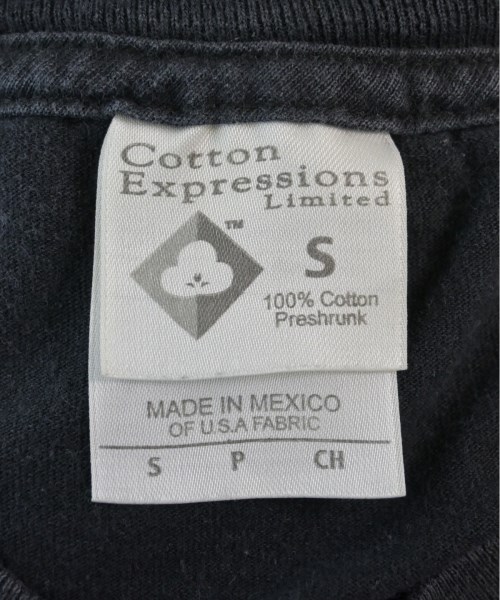 Cotton
Expressions
Limited
™
S
100% Cotton
Preshrunk
MADE IN MEXICO
OF U.S.A FABRIC
S P CH